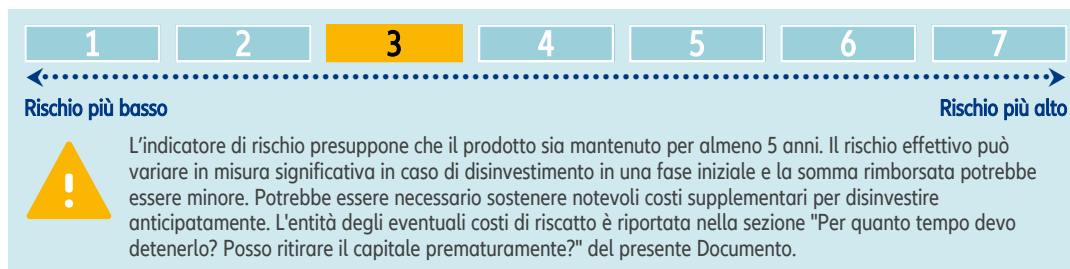 1 2 3 4 5 6 7
Rischio più basso Rischio più alto
L'indicatore di rischio presuppone che il prodotto sia mantenuto per almeno 5 anni. Il rischio effettivo può
variare in misura significativa in caso di disinvestimento in una fase iniziale e la somma rimborsata potrebbe
essere minore. Potrebbe essere necessario sostenere notevoli costi supplementari per disinvestire
anticipatamente. L'entità degli eventuali costi di riscatto è riportata nella sezione "Per quanto tempo devo
detenerlo? Posso ritirare il capitale prematuramente?" del presente Documento.